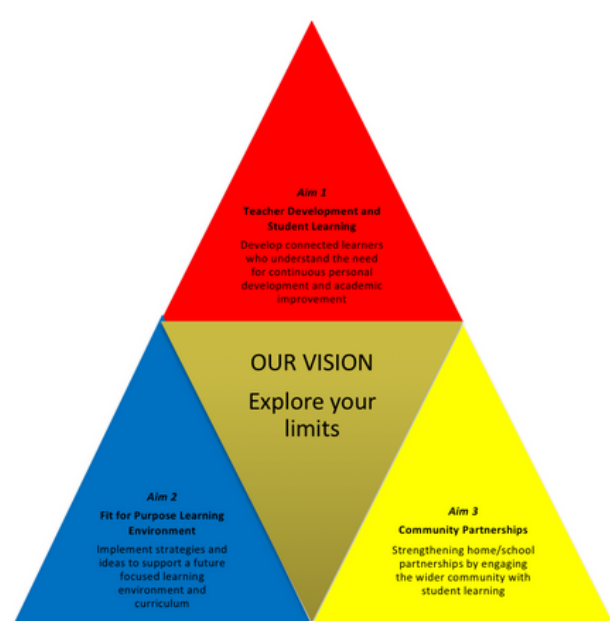 Aim 1
Teacher Development and
Student Learning
Develop connected learners
who understand the need
for continuous personal
development and academic
improvement
OUR VISION
Explore your
limits
Aim 2
Fit for Purpose Learning
Environment
Implement strategies and
ideas to support a future
focused learning
environment and
curriculum
Aim 3
Community Partnerships
Strengthening home/school
partnerships by engaging
the wider community with
student learning